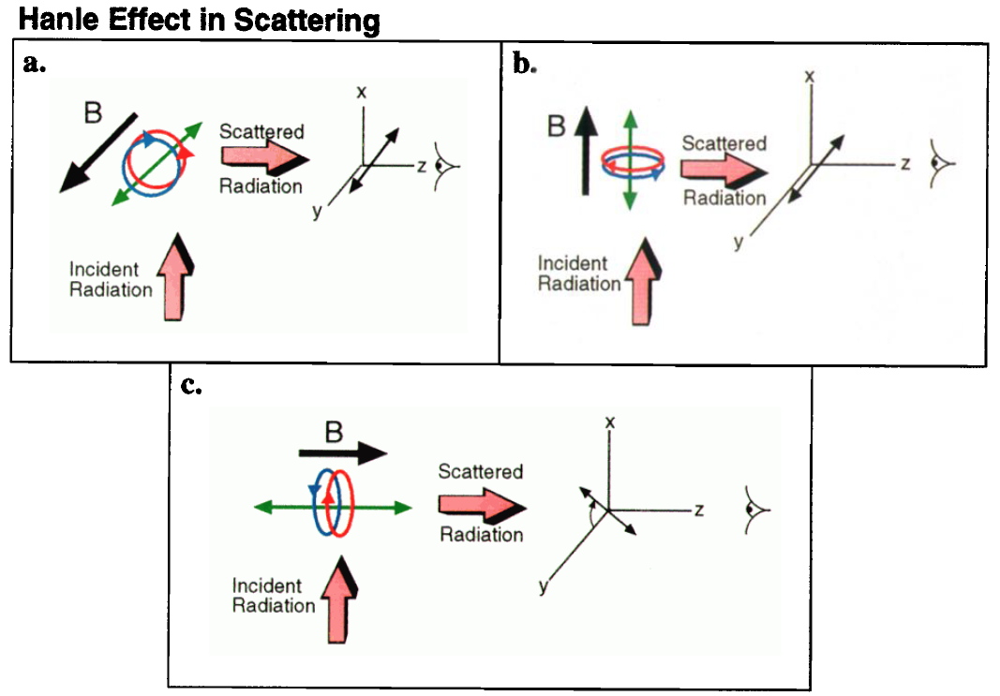 Hanle Effect in Scattering
a.
B
Scattered
Radiation
x
z
y
Incident
Radiation
b.
B
Scattered
Radiation
x
z
y
Incident
Radiation
c.
B
Scattered
Radiation
x
z
y
Incident
Radiation